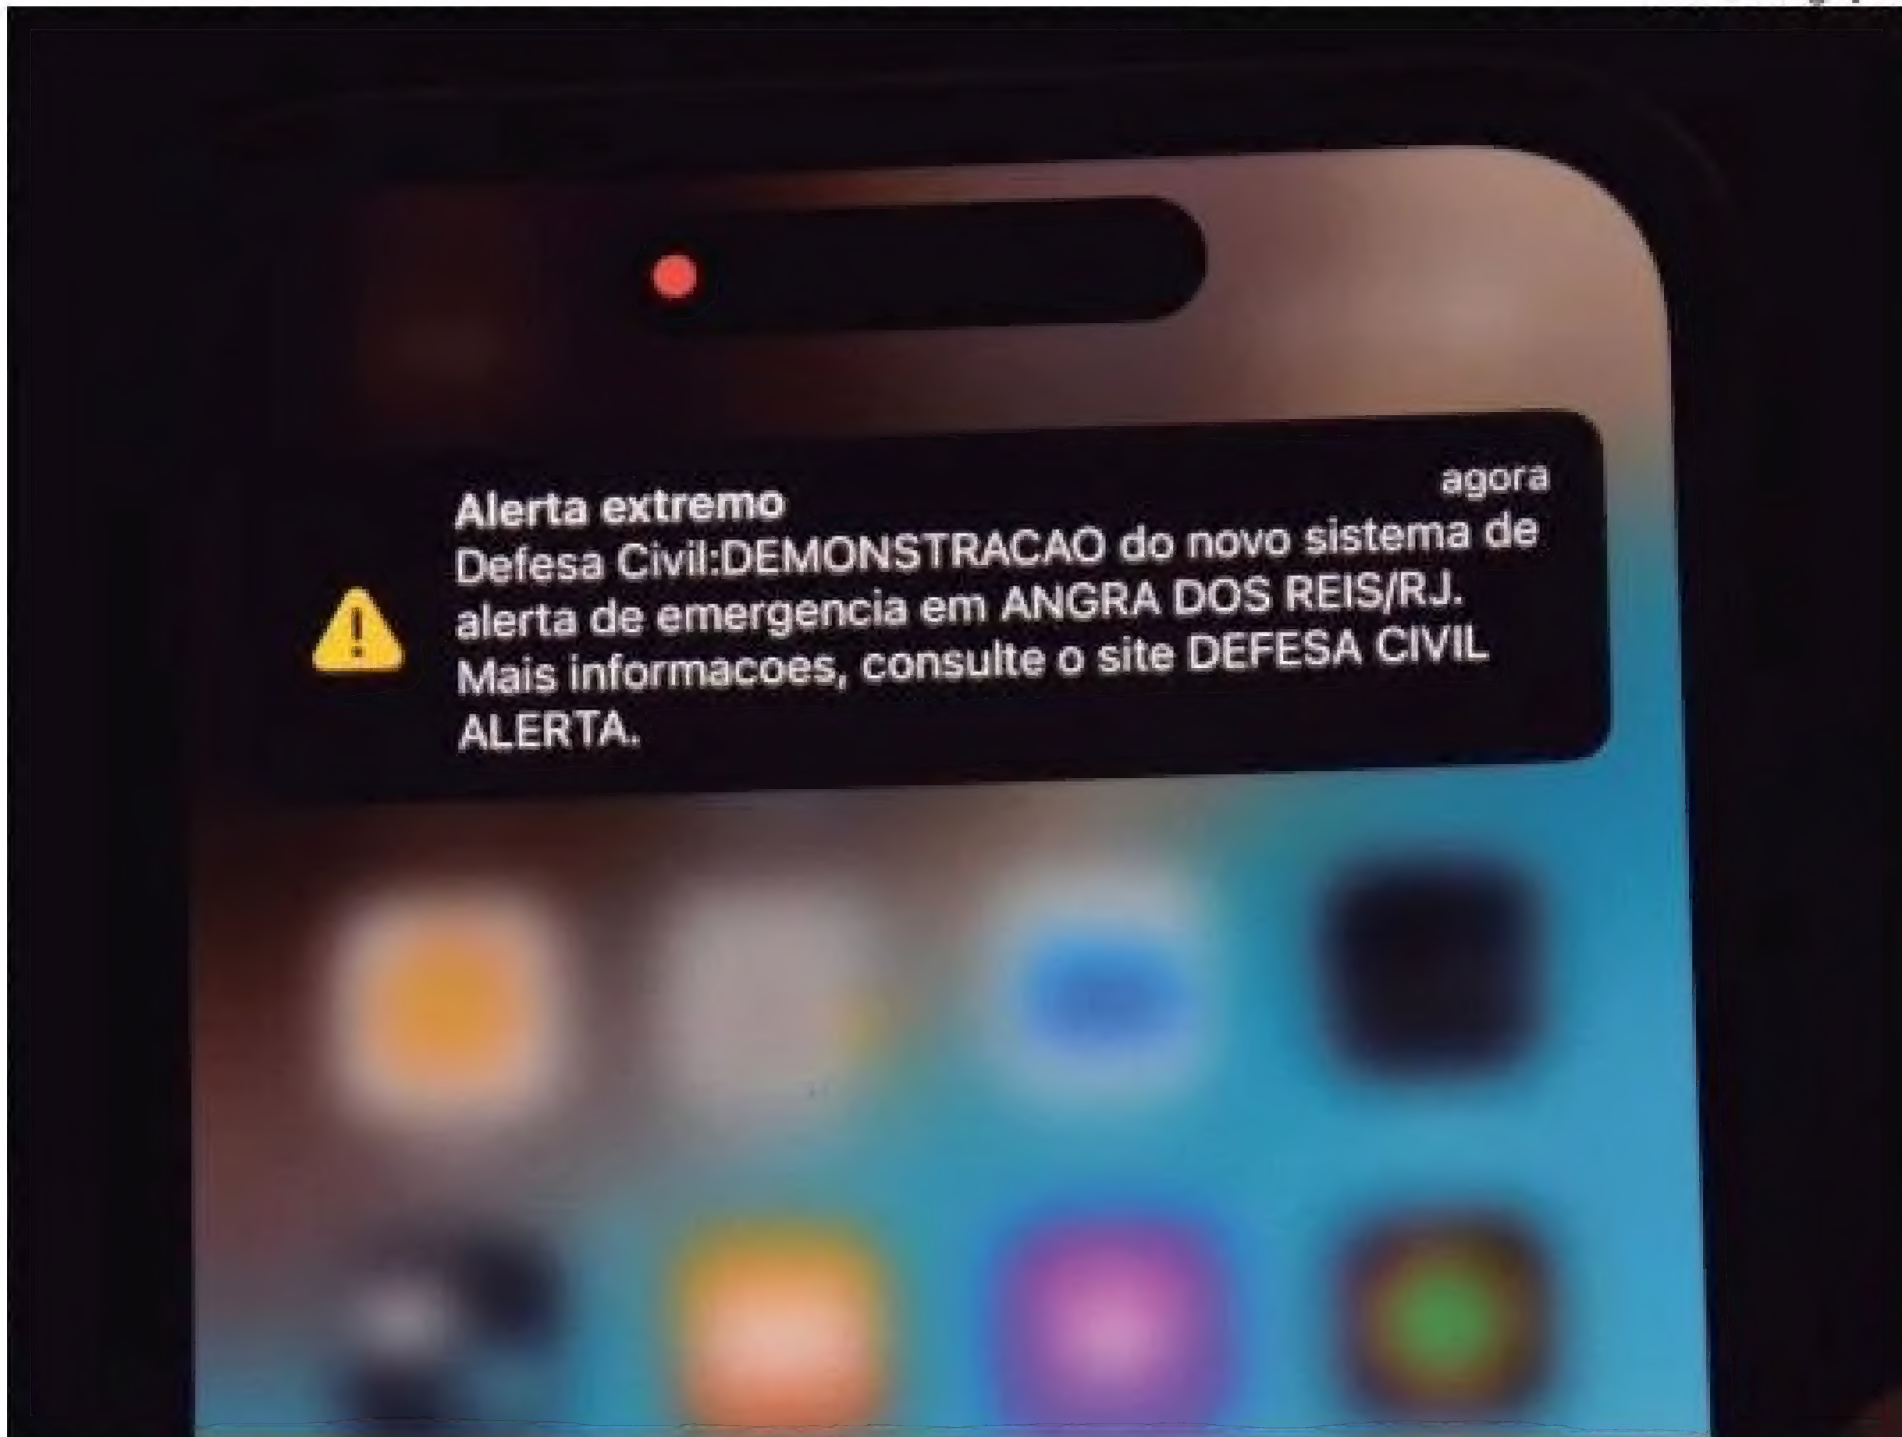 agora
Alerta extremo
Defesa Civil:DEMONSTRACAO do novo sistema de
alerta de emergencia em ANGRA DOS REIS/RJ.
Mais informacoes, consulte o site DEFESA CIVIL
ALERTA.